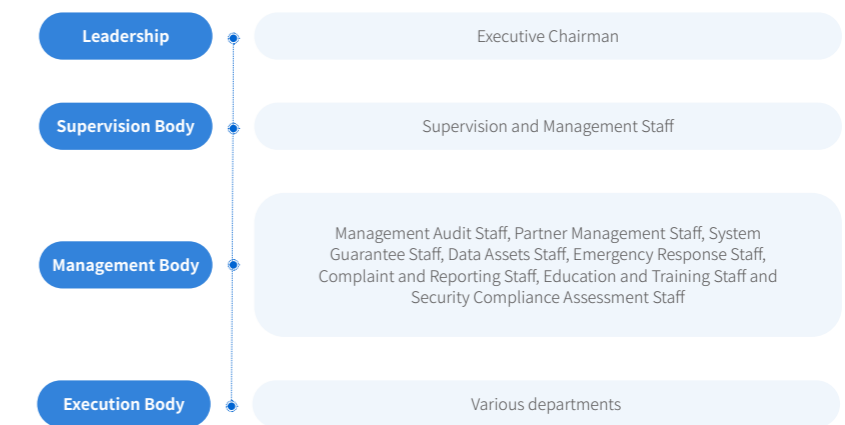 Leadership
Executive Chairman
Supervision Body
Supervision and Management Staff
Management Body
Management Audit Staff, Partner Management Staff, System
Guarantee Staff, Data Assets Staff, Emergency Response Staff,
Complaint and Reporting Staff, Education and Training Staff and
Security Compliance Assessment Staff
Execution Body
Various departments